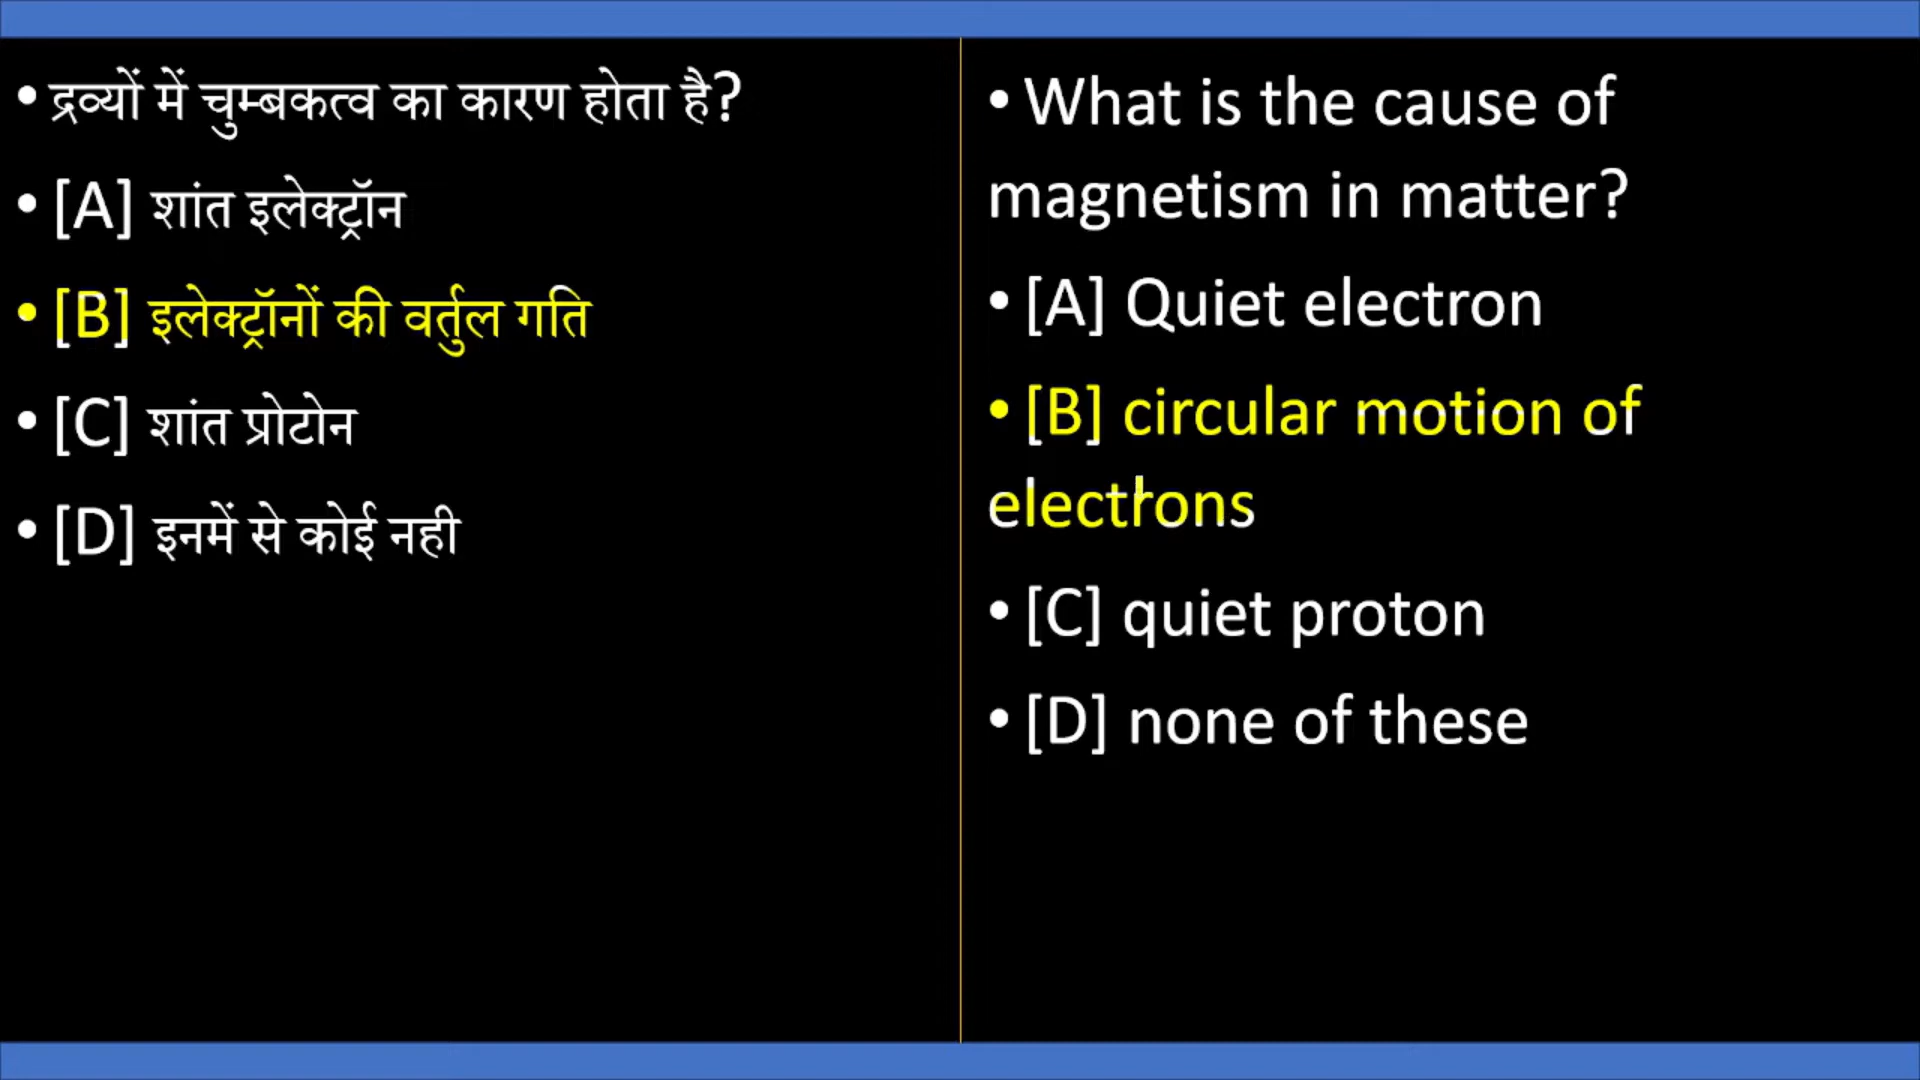 • द्रव्यों में चुम्बकत्व का कारण होता है?
• [A] शांत इलेक्ट्रॉन
• [B] इलेक्ट्रॉनों की वर्तुल गति
• [C] शांत प्रोटोन
• [D] इनमें से कोई नही
• What is the cause of
magnetism in matter?
• [A] Quiet electron
• [B] circular motion of
electrons
• [C] quiet proton
• [D] none of these